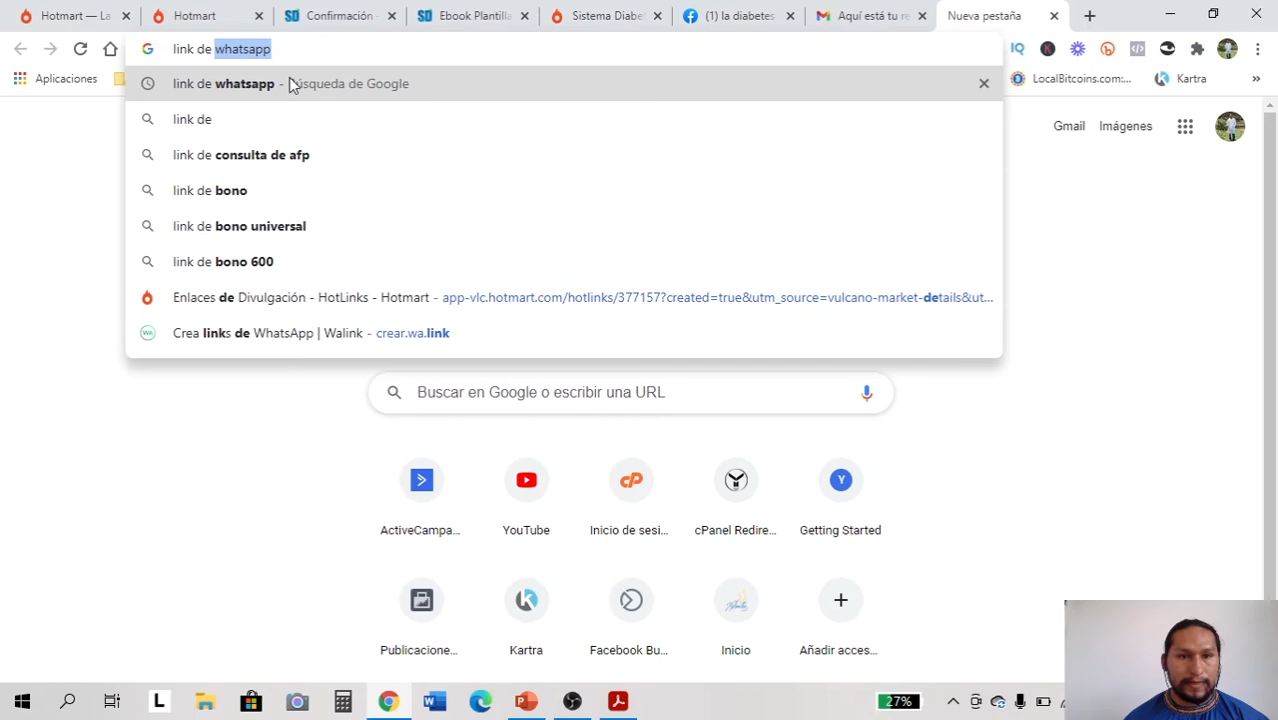 Hotmart — La
Hotmart
Confirmación
Ebook Plantilla
Sistema Diabe
(1) la diabetes
Aquí está tu re
Nueva pestaña
link de whatsapp
Aplicaciones
LocalBitcoins.com:...
Kartra
link de whatsapp - Búsqueda de Google
link de
link de consulta de afp
link de bono
link de bono universal
link de bono 600
Enlaces de Divulgación - HotLinks - Hotmart - app-vlc.hotmart.com/hotlinks/377157?created=true&utm_source=vulcano-market-details&ut...
Crea links de WhatsApp | Walink - crear.wa.link
Gmail
Imágenes
Buscar en Google o escribir una URL
ActiveCampa...
YouTube
Inicio de sesi...
cPanel Redire...
Getting Started
Publicacione...
Kartra
Facebook Bu...
Inicio
Añadir acces...
27%